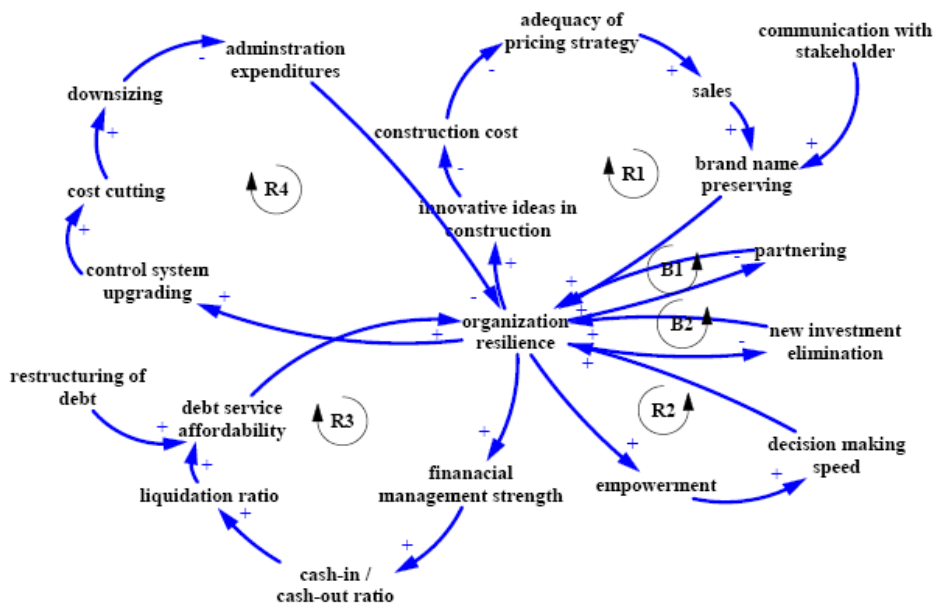 adequacy of
pricing strategy
communication with
stakeholder
adminstration
expenditures
-
-
+
downsizing
sales
+
construction cost
+
+
brand name
preserving
-
R4
R1
cost cutting
innovative ideas in
construction
+
control system
upgrading
+
+
partnering
-
B1
+
-
+
organization
resilience
+
+
B2
new investment
elimination
-
+
restructuring of
debt
debt service
affordability
R3
R2
+
+
+
decision making
speed
+
liquidation ratio
finanacial
management strength
empowerment
+
+
+
cash-in /
cash-out ratio